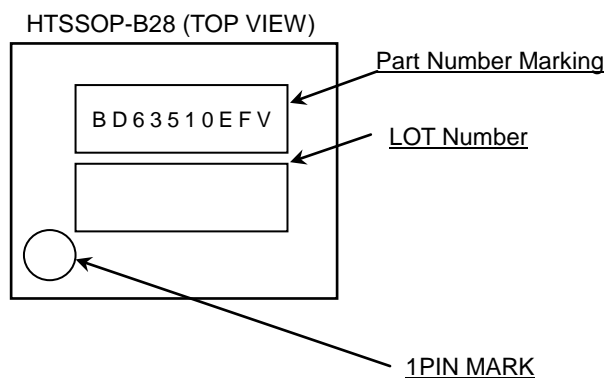 HTSSOP-B28 (TOP VIEW)
Part Number Marking
BD63510EFV
LOT Number
1PIN MARK